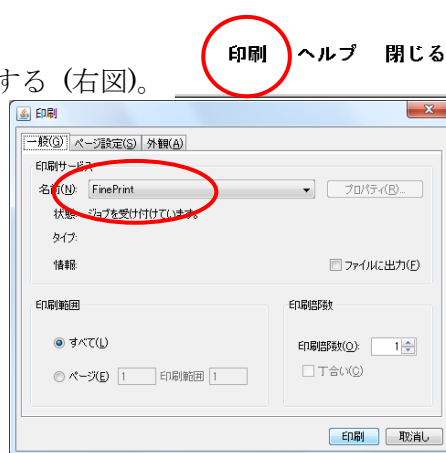 印刷 ヘルプ 閉じる
する (右図)。
印刷
一般(G) ページ設定(S) 外観(A)
印刷サービス
名前(N): FinePrint プロパティ(R)...
状態: ジョブを受け付けています。
タイプ:
情報: ファイルに出力(F)
印刷範囲 印刷部数
すべて(L) 印刷部数(O): 1
ページ(E) 1 印刷範囲 1 丁合い(C)
印刷 取消し